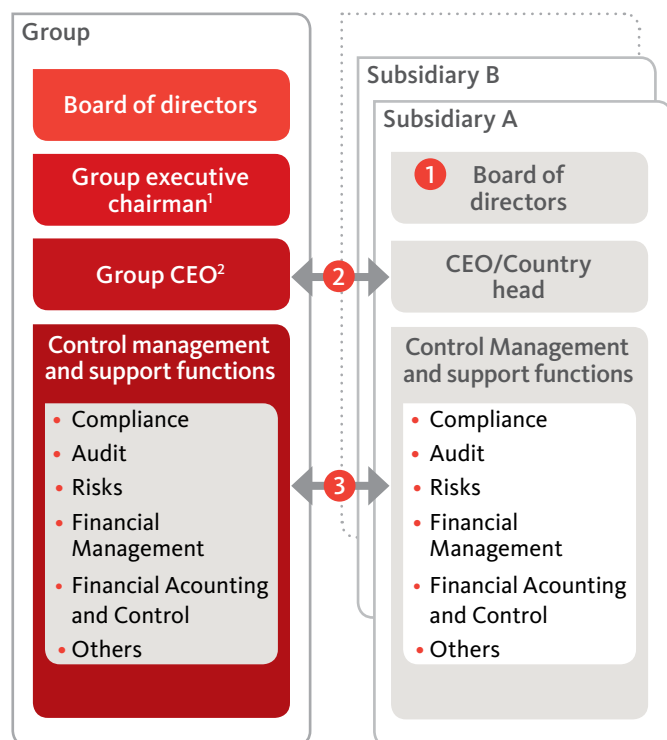 Group
Board of directors
Group executive
chairman¹
Group CEO²
Control management
and support functions
• Compliance
• Audit
• Risks
• Financial
Management
• Financial Acounting
and Control
• Others
2
3
Subsidiary B
Subsidiary A
1 Board of
directors
CEO/Country
head
Control Management
and support functions
• Compliance
• Audit
• Risks
• Financial
Management
• Financial Acounting
and Control
• Others